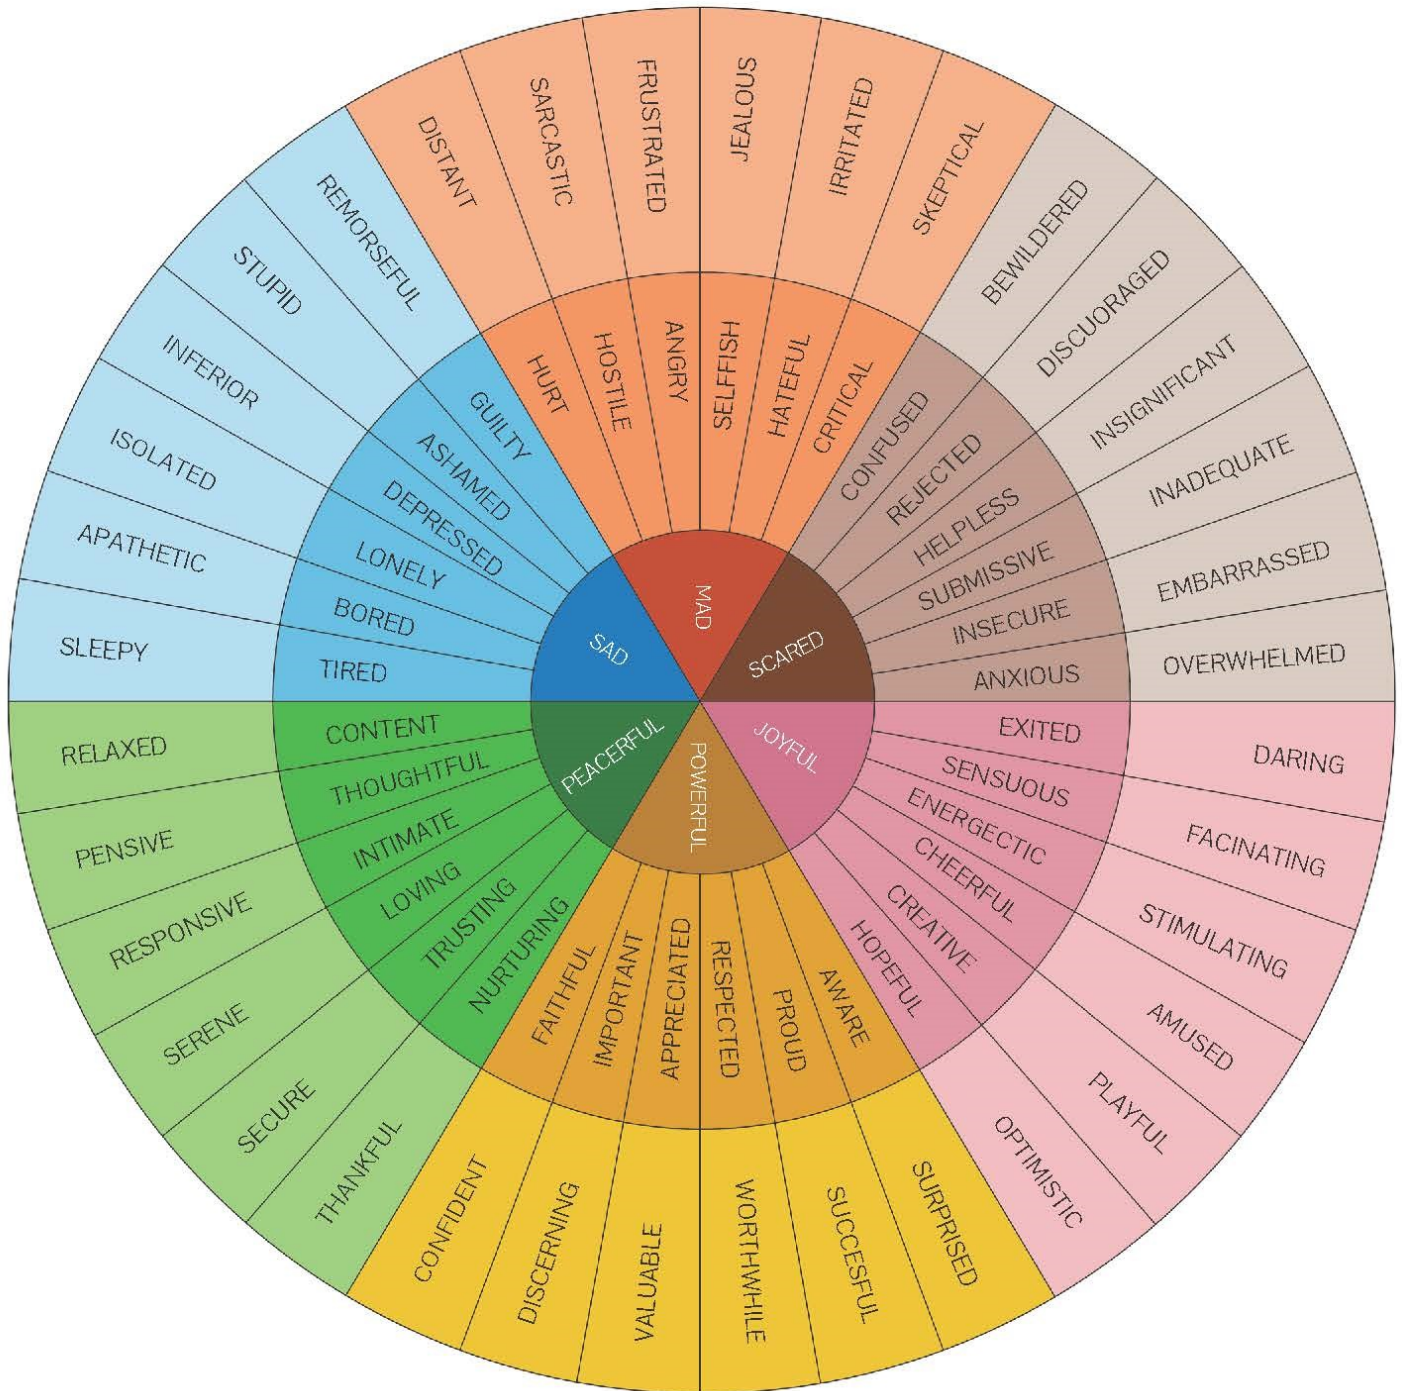 MAD
SCARED
JOYFUL
POWERFUL
PEACERFUL
SAD
HURT
HOSTILE
ANGRY
SELFFISH
HATEFUL
CRITICAL
CONFUSED
REJECTED
HELPLESS
SUBMISSIVE
INSECURE
ANXIOUS
EXITED
SENSUOUS
ENERGECTIC
CHEERFUL
CREATIVE
HOPEFUL
AWARE
PROUD
RESPECTED
APPRECIATED
IMPORTANT
FAITHFUL
NURTURING
TRUSTING
LOVING
INTIMATE
THOUGHTFUL
CONTENT
TIRED
BORED
LONELY
DEPRESSED
ASHAMED
GUILTY
DISTANT
SARCASTIC
FRUSTRATED
JEALOUS
IRRITATED
SKEPTICAL
BEWILDERED
DISCUORAGED
INSIGNIFICANT
INADEQUATE
EMBARRASSED
OVERWHELMED
DARING
FACINATING
STIMULATING
AMUSED
PLAYFUL
OPTIMISTIC
SURPRISED
SUCCESFUL
WORTHWHILE
VALUABLE
DISCERNING
CONFIDENT
THANKFUL
SECURE
SERENE
RESPONSIVE
PENSIVE
RELAXED
SLEEPY
APATHETIC
ISOLATED
INFERIOR
STUPID
REMORSEFUL